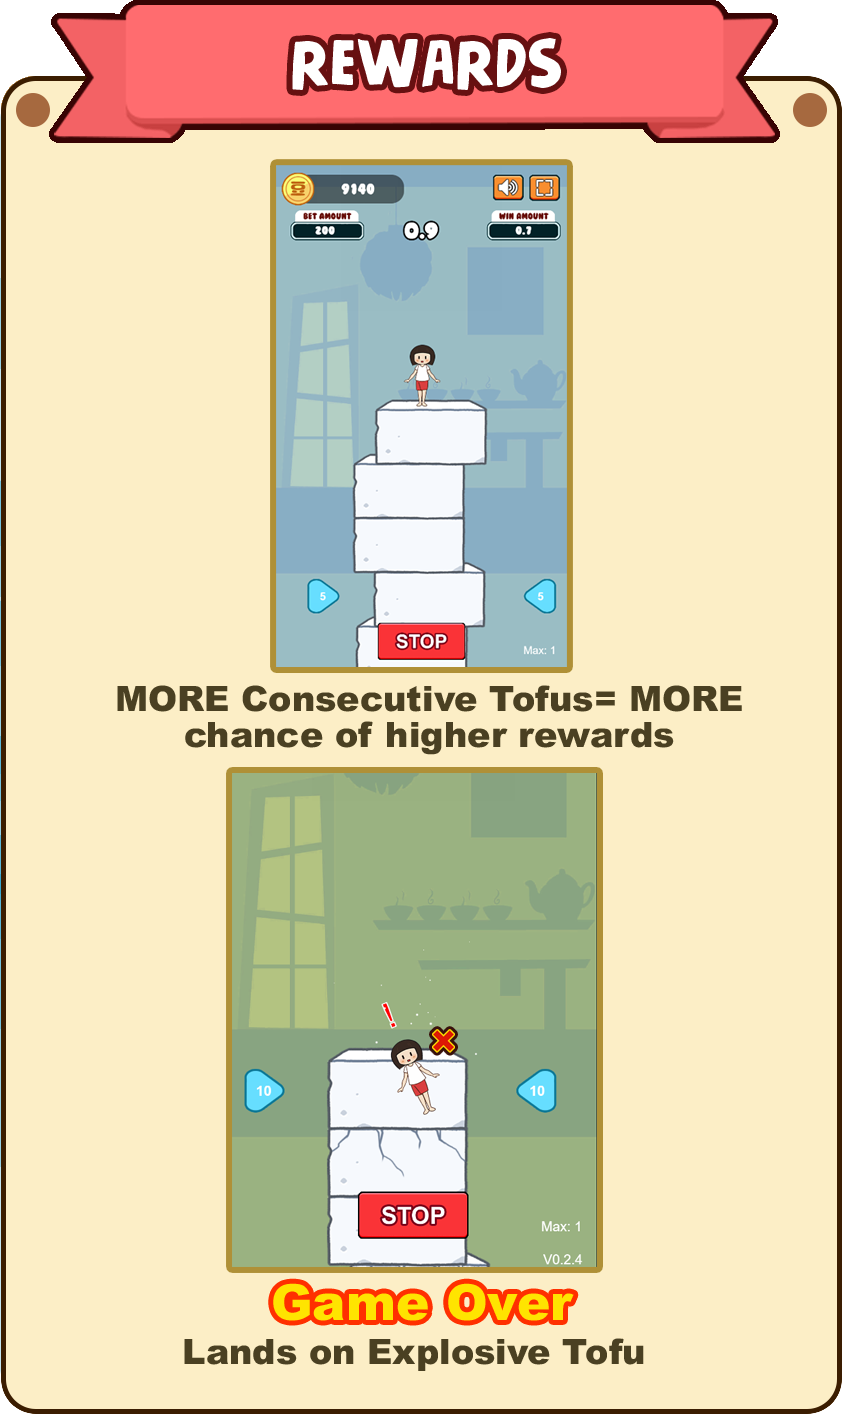 REWARDS
9140
BET AMOUNT
WIN AMOUNT
200
0.9
0.7
5
5
STOP
Max: 1
MORE Consecutive Tofus= MORE
chance of higher rewards
!
10
10
STOP
Max: 1
V0.2.4
Game Over
Lands on Explosive Tofu